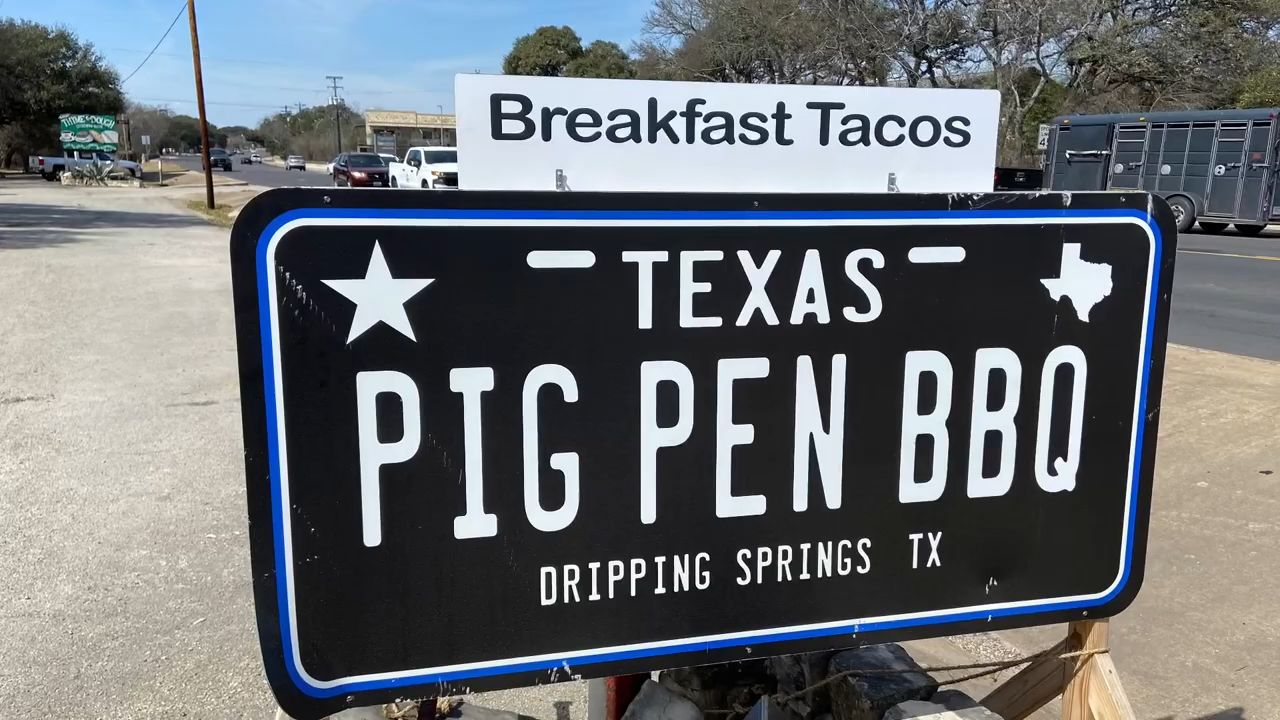 Breakfast Tacos
TEXAS
PIG PEN BBQ
DRIPPING SPRINGS TX